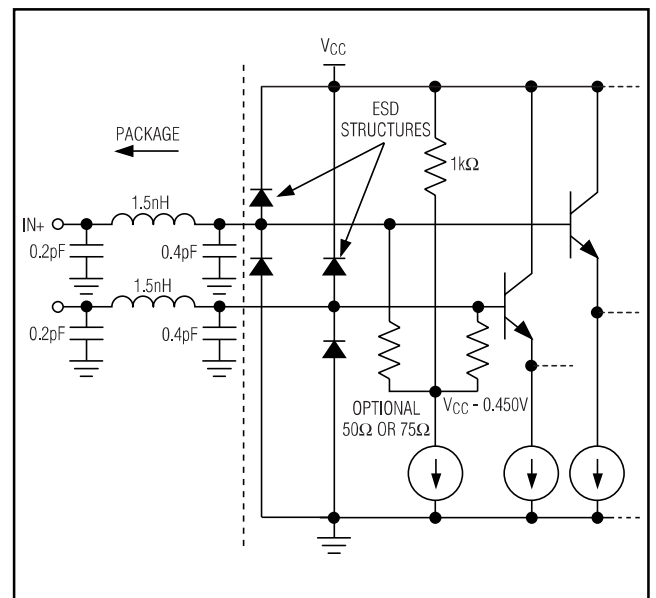 VCC
ESD
STRUCTURES
PACKAGE
1kΩ
1.5nH
IN+
0.2pF
0.4pF
1.5nH
0.2pF
0.4pF
OPTIONAL
50Ω OR 75Ω
VCC - 0.450V